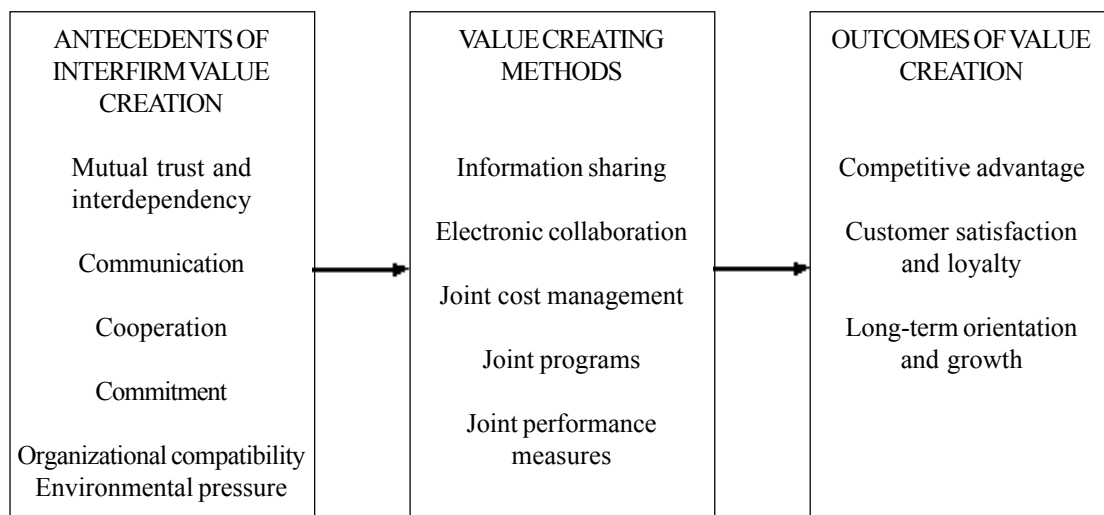 ANTECEDENTS OF
INTERFIRM VALUE
CREATION
Mutual trust and
interdependency
Communication
Cooperation
Commitment
Organizational compatibility
Environmental pressure
VALUE CREATING
METHODS
Information sharing
Electronic collaboration
Joint cost management
Joint programs
Joint performance
measures
OUTCOMES OF VALUE
CREATION
Competitive advantage
Customer satisfaction
and loyalty
Long-term orientation
and growth